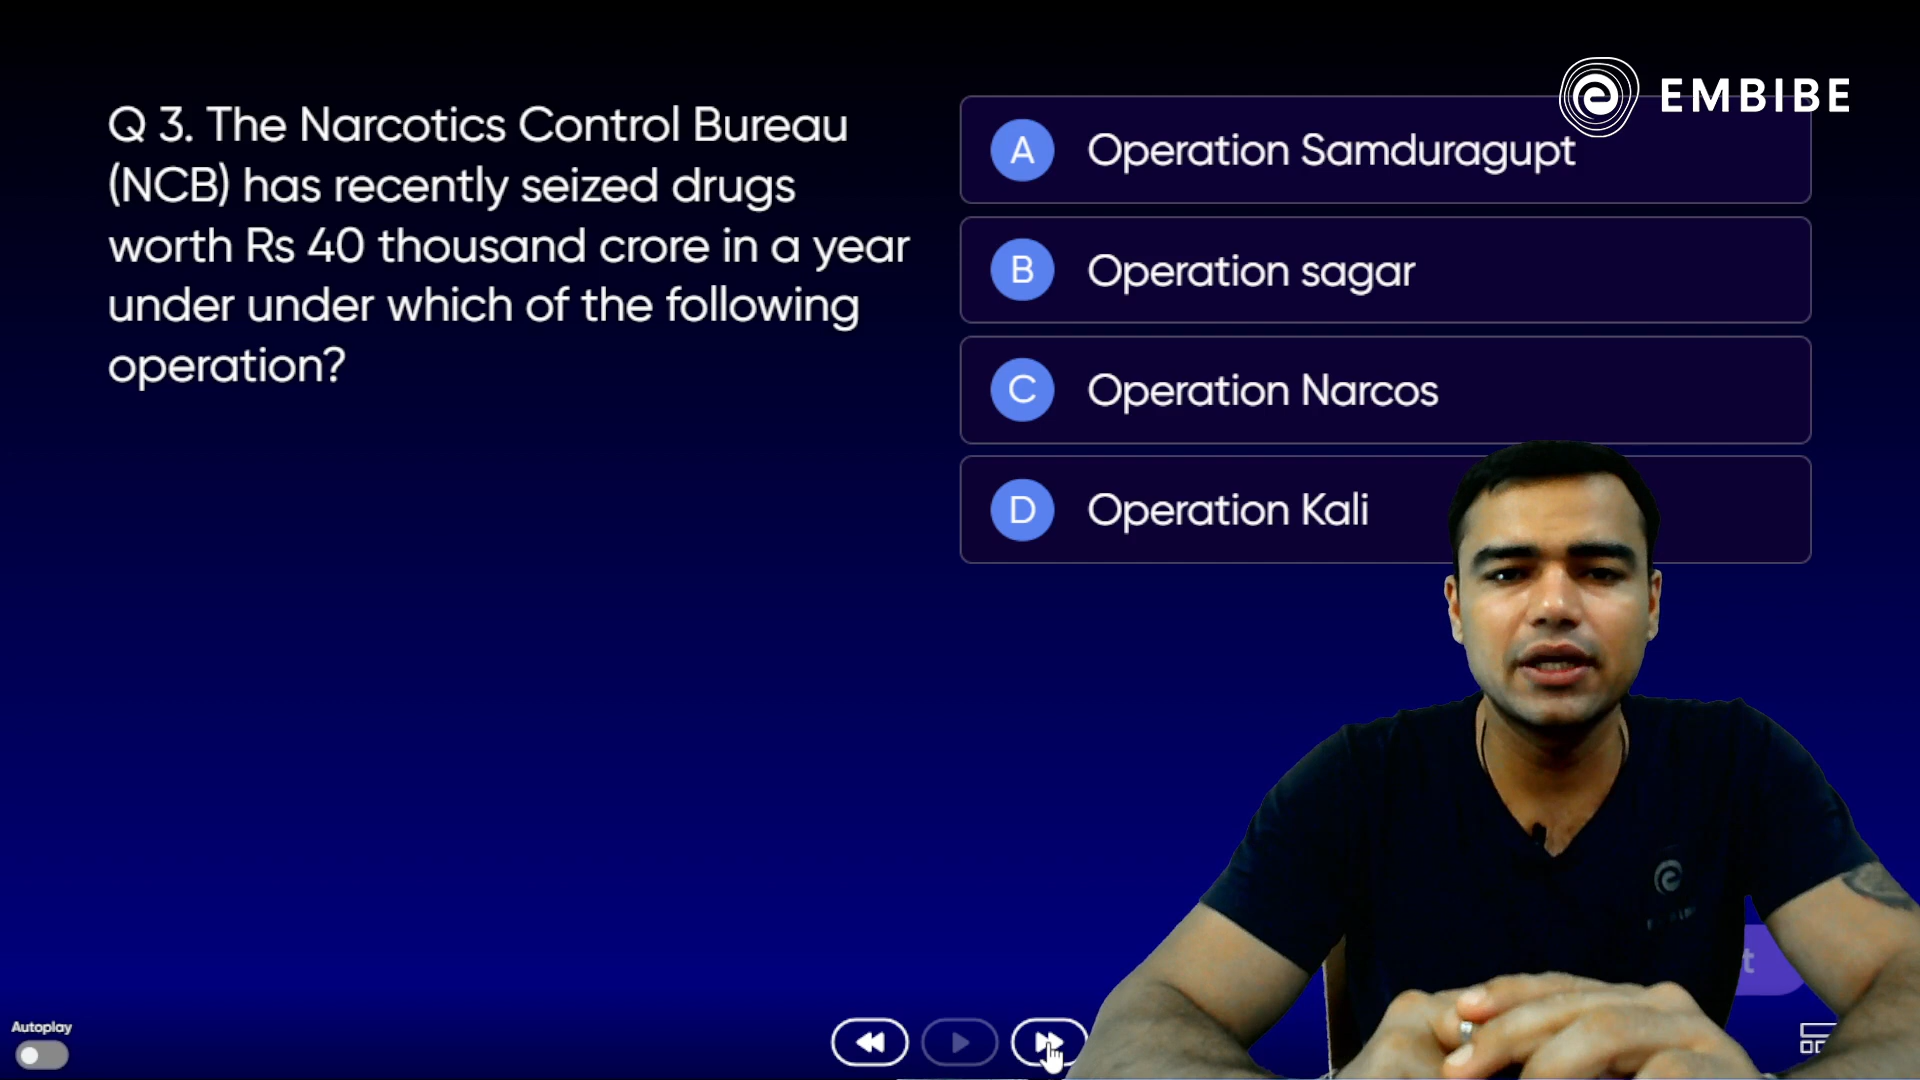 EMBIBE
Q 3. The Narcotics Control Bureau
(NCB) has recently seized drugs
worth Rs 40 thousand crore in a year
under under which of the following
operation?
A Operation Samduragupt
B Operation sagar
C Operation Narcos
D Operation Kali
Autoplay